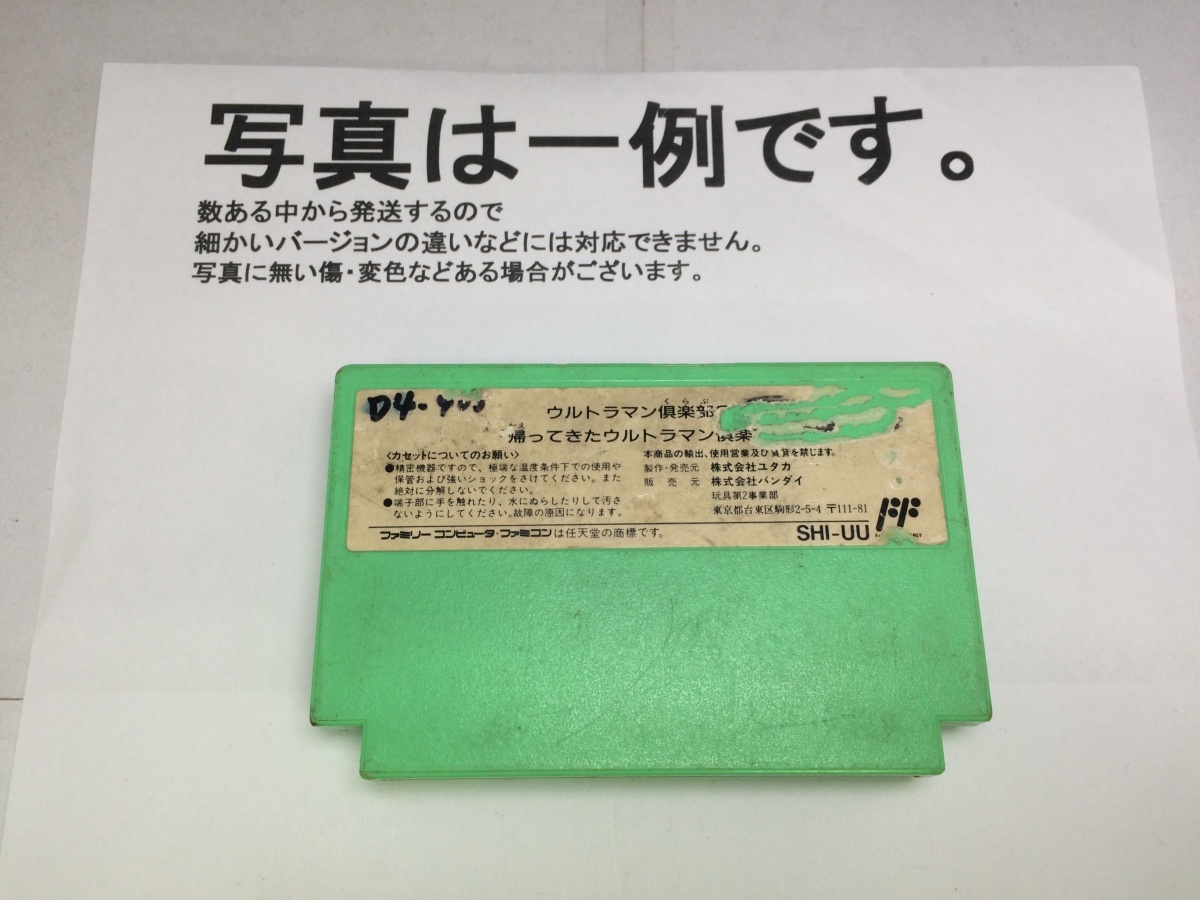 写真は一例です。
数ある中から発送するので
細かいバージョンの違いなどには対応できません。
写真に無い傷・変色などある場合がございます。
D4-
くらぶ
ウルトラマン倶楽部
かえ
帰ってきたウルトラマン倶楽
〈カセットについてのお願い〉
●精密機器ですので、極端な温度条件下での使用や
保管および強いショックをさけてください。また
絶対に分解しないでください。
●端子部に手を触れたり、水にぬらしたりして汚さ
ないようにしてください。故障の原因になります。
本商品の輸出、使用営業及び賃貸を禁じます。
製作・発売元 株式会社ユタカ
販売元 株式会社バンダイ
玩具第2事業部
東京都台東区駒形2-5-4 〒111-81
ファミリーコンピュータ・ファミコンは任天堂の商標です。
SHI-UU
FF